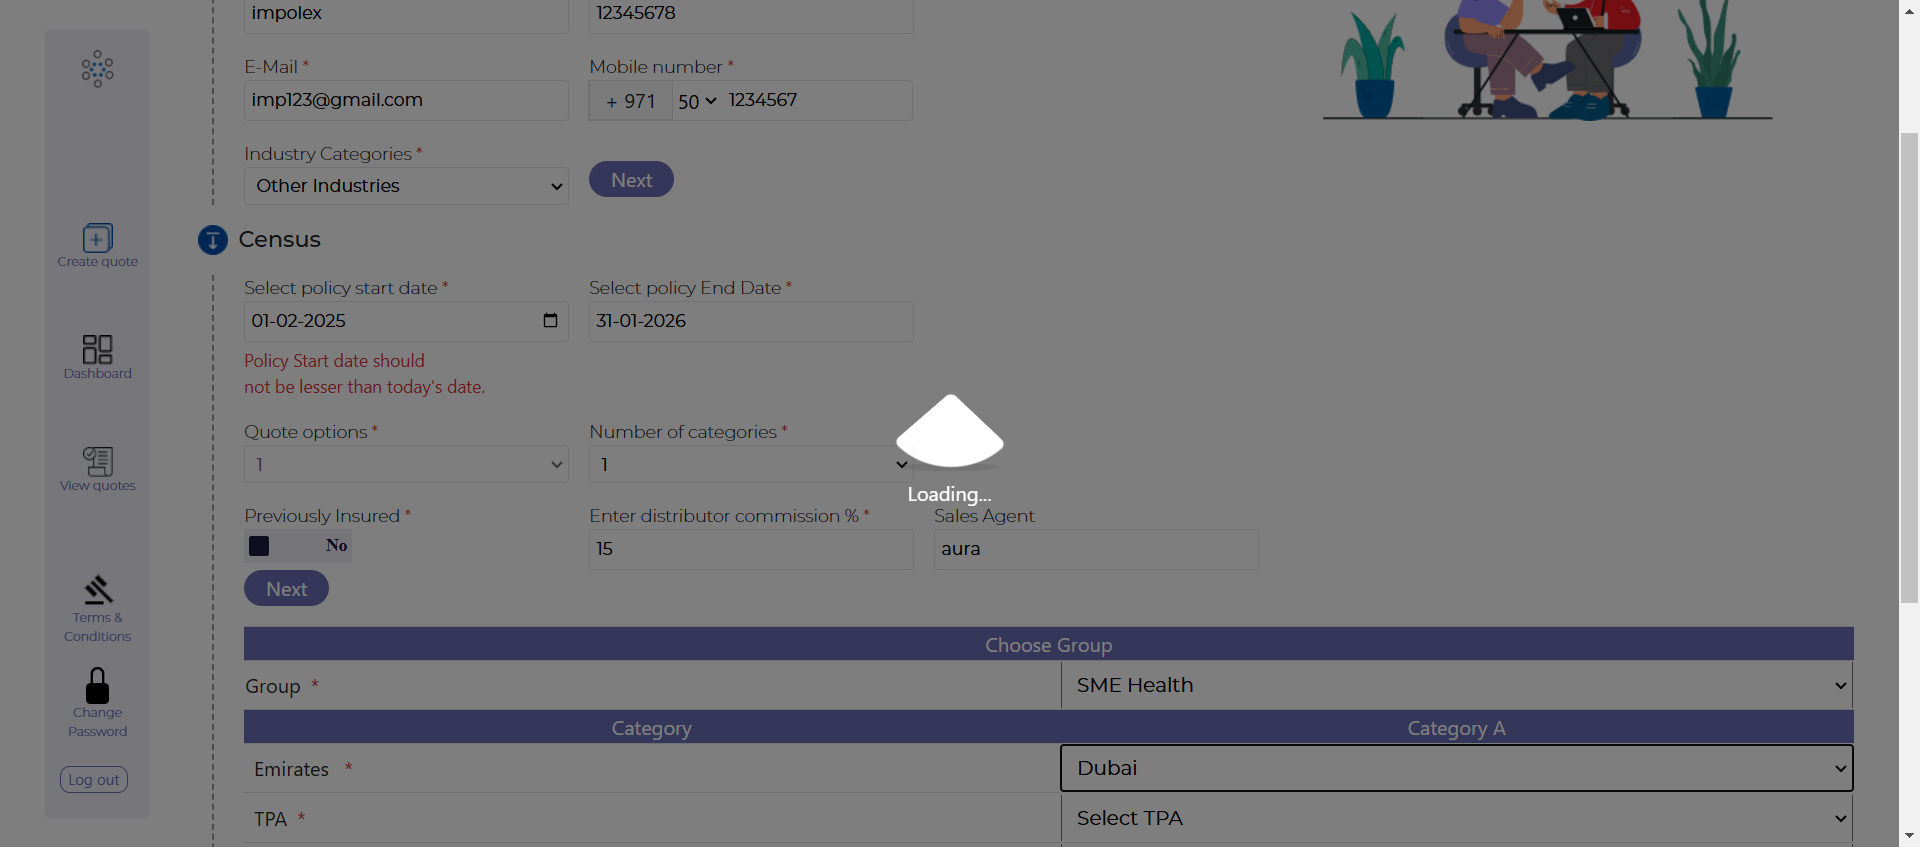 impolex
12345678
E-Mail *
Mobile number *
imp123@gmail.com
+ 971
50
1234567
Industry Categories *
Other Industries
Next
Create quote
Census
Select policy start date *
Select policy End Date *
01-02-2025
31-01-2026
Policy Start date should
not be lesser than today's date.
Dashboard
Quote options *
Number of categories *
1
1
View quotes
Loading...
Previously Insured *
Enter distributor commission % *
Sales Agent
No
15
aura
Next
Terms &
Conditions
Choose Group
Group *
SME Health
Change
Password
Category
Category A
Emirates *
Dubai
Log out
TPA *
Select TPA